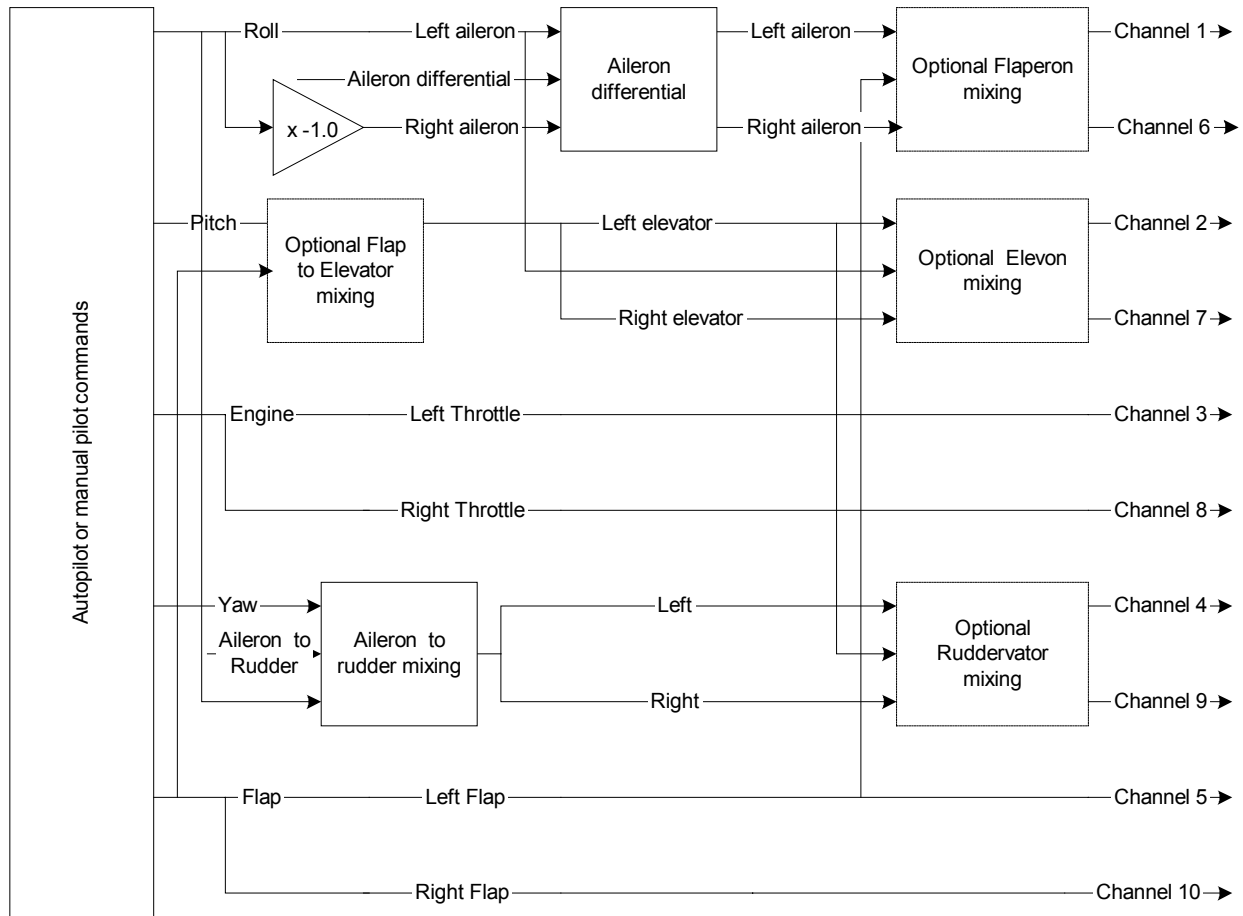 Autopilot or manual pilot commands
Roll
Left aileron
Left aileron
Channel 1
Aileron differential
Aileron
differential
Optional Flaperon
mixing
x -1.0
Right aileron
Right aileron
Channel 6
Pitch
Optional Flap
to Elevator
mixing
Left elevator
Channel 2
Optional Elevon
mixing
Right elevator
Channel 7
Engine
Left Throttle
Channel 3
Right Throttle
Channel 8
Yaw
Left
Channel 4
Aileron to
Rudder
Aileron to
rudder mixing
Optional
Ruddervator
mixing
Right
Channel 9
Flap
Left Flap
Channel 5
Right Flap
Channel 10